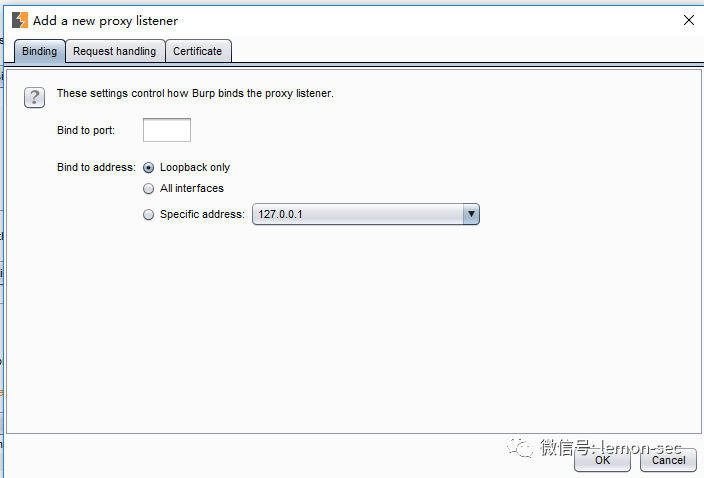 Add a new proxy listener
Binding Request handling Certificate
? These settings control how Burp binds the proxy listener.
Bind to port:
Bind to address: Loopback only
All interfaces
Specific address: 127.0.0.1
微信号: lemon-sec
OK Cancel